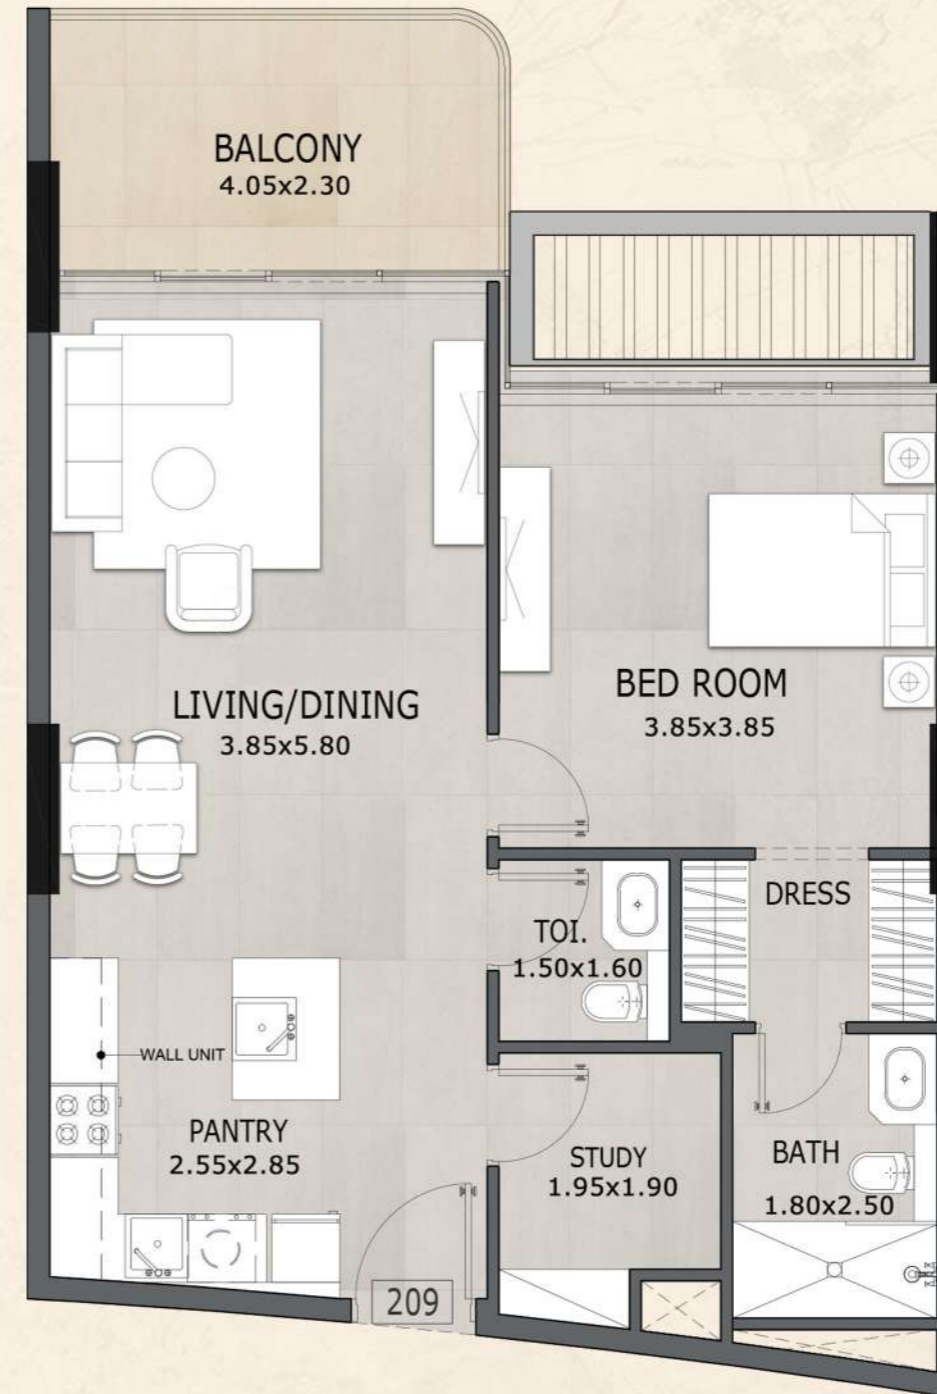 BALCONY
4.05x2.30
LIVING/DINING
3.85x5.80
BED ROOM
3.85x3.85
DRESS
TOI.
1.50x1.60
WALL UNIT
PANTRY
2.55x2.85
STUDY
1.95x1.90
BATH
1.80x2.50
209